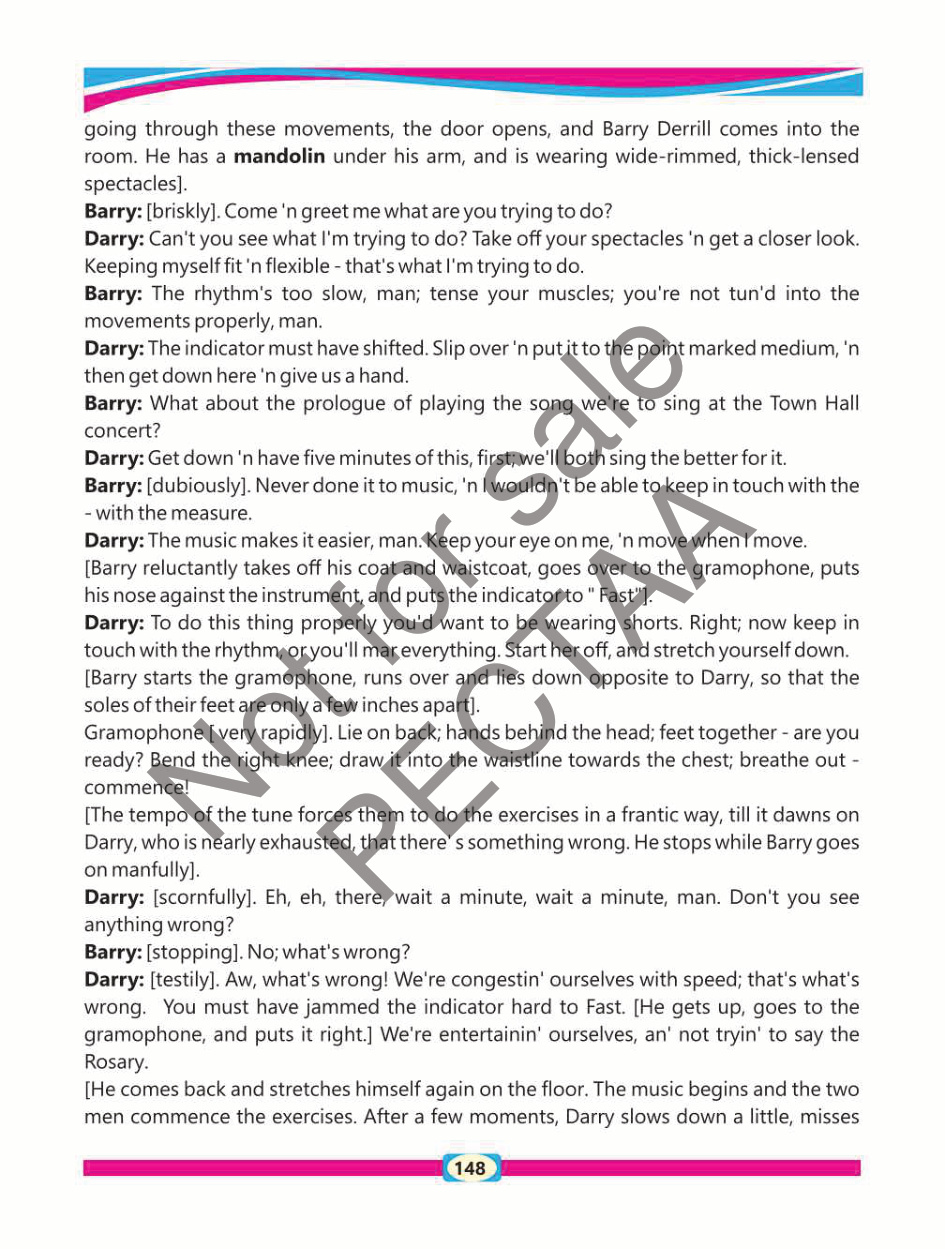 going through these movements, the door opens, and Barry Derrill comes into the
room. He has a mandolin under his arm, and is wearing wide-rimmed, thick-lensed
spectacles].
Barry: [briskly]. Come 'n greet me what are you trying to do?
Darry: Can't you see what I'm trying to do? Take off your spectacles 'n get a closer look.
Keeping myself fit 'n flexible - that's what I'm trying to do.
Barry: The rhythm's too slow, man; tense your muscles; you're not tun'd into the
movements properly, man.
Darry: The indicator must have shifted. Slip over 'n put it to the point marked medium, 'n
then get down here 'n give us a hand.
Barry: What about the prologue of playing the song we're to sing at the Town Hall
concert?
Darry: Get down 'n have five minutes of this, first; we'll both sing the better for it.
Barry: [dubiously]. Never done it to music, 'n I wouldn't be able to keep in touch with the
- with the measure.
Darry: The music makes it easier, man. Keep your eye on me, 'n move when I move.
[Barry reluctantly takes off his coat and waistcoat, goes over to the gramophone, puts
his nose against the instrument, and puts the indicator to " Fast"].
Darry: To do this thing properly you'd want to be wearing shorts. Right; now keep in
touch with the rhythm, or you'll mar everything. Start her off, and stretch yourself down.
[Barry starts the gramophone, runs over and lies down opposite to Darry, so that the
soles of their feet are only a few inches apart].
Gramophone [ very rapidly]. Lie on back; hands behind the head; feet together - are you
ready? Bend the right knee; draw it into the waistline towards the chest; breathe out -
commence!
[The tempo of the tune forces them to do the exercises in a frantic way, till it dawns on
Darry, who is nearly exhausted, that there' s something wrong. He stops while Barry goes
on manfully].
Darry: [scornfully]. Eh, eh, there, wait a minute, wait a minute, man. Don't you see
anything wrong?
Barry: [stopping]. No; what's wrong?
Darry: [testily]. Aw, what's wrong! We're congestin' ourselves with speed; that's what's
wrong. You must have jammed the indicator hard to Fast. [He gets up, goes to the
gramophone, and puts it right.] We're entertainin' ourselves, an' not tryin' to say the
Rosary.
[He comes back and stretches himself again on the floor. The music begins and the two
men commence the exercises. After a few moments, Darry slows down a little, misses
148
Not for sale
PECTAA